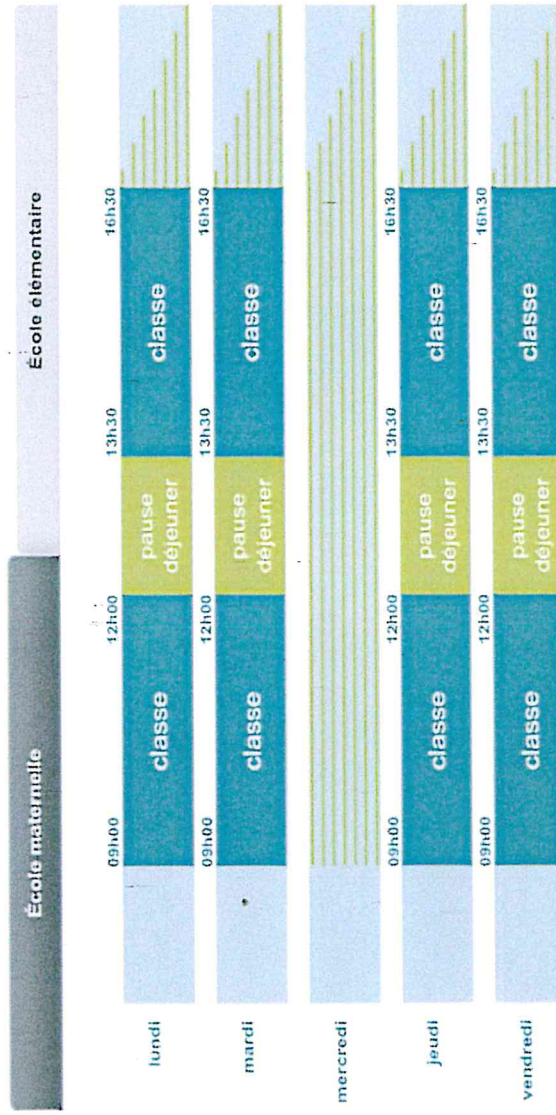 École maternelle
École élémentaire
09h00 12h00 13h30 16h30
lundi
classe
pause
déjeuner
classe
09h00 12h00 13h30 16h30
mardi
classe
pause
déjeuner
classe
mercredi
09h00 12h00 13h30 16h30
jeudi
classe
pause
déjeuner
classe
09h00 12h00 13h30 16h30
vendredi
classe
pause
déjeuner
classe